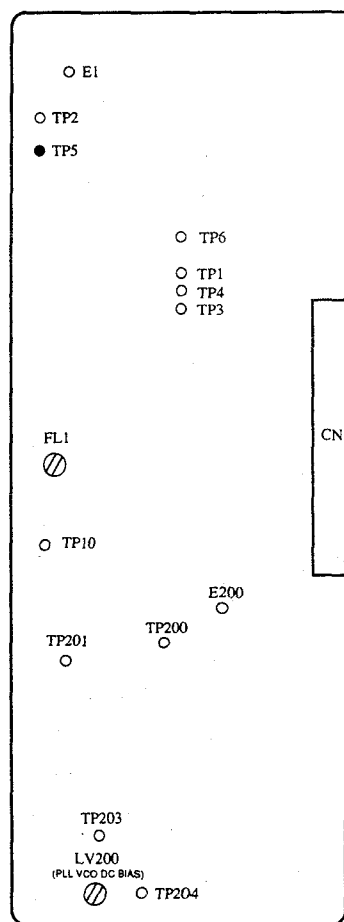 E1
TP2
TP5
TP6
TP1
TP4
TP3
CN
FL1
TP10
E200
TP200
TP201
TP203
LV200
(PLL VCO DC BIAS)
TP204